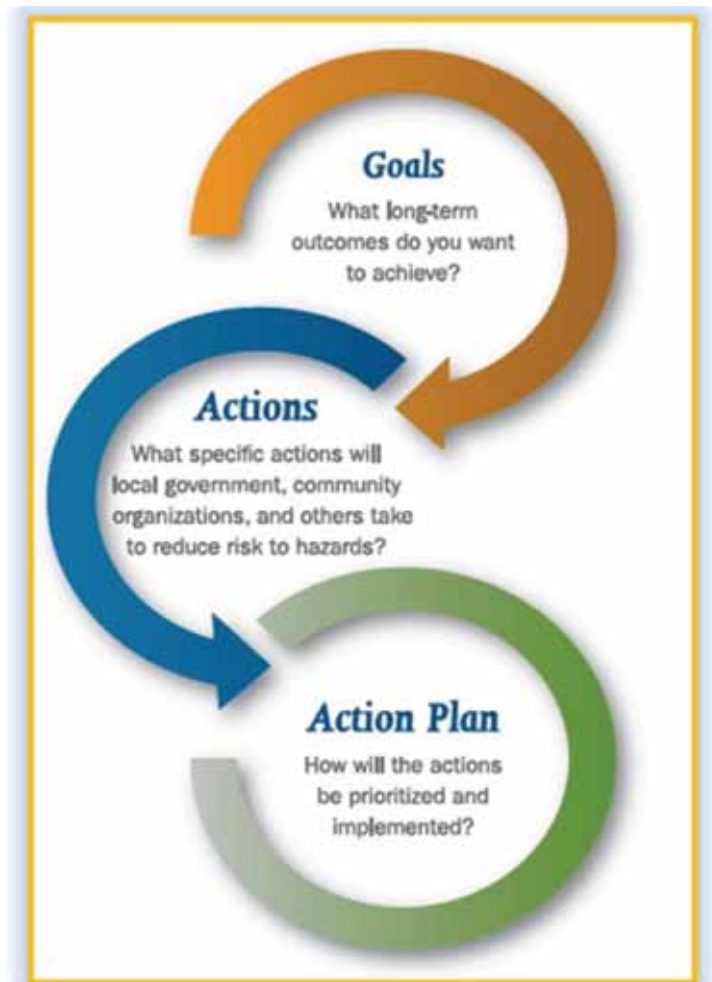 Goals
What long-term
outcomes do you want
to achieve?
Actions
What specific actions will
local government, community
organizations, and others take
to reduce risk to hazards?
Action Plan
How will the actions
be prioritized and
implemented?